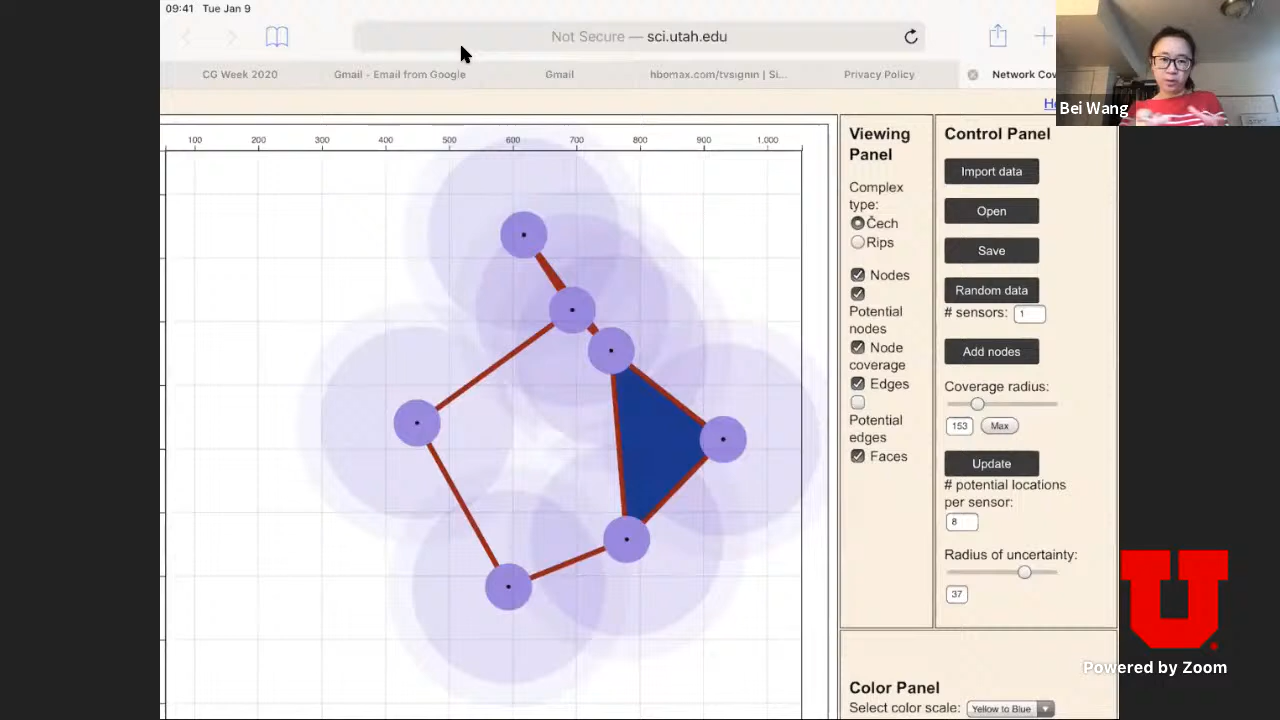 09:41 Tue Jan 9
Not Secure — sci.utah.edu
CG Week 2020
Gmail - Email from Google
Gmail
hbomax.com/tvsignin | Si...
Privacy Policy
Network Cov
Bei Wang
100 200 300 400 500 600 700 800 900 1,000
Viewing
Panel
Complex
type:
Čech
Rips
Nodes
Potential
nodes
Node
coverage
Edges
Potential
edges
Faces
Control Panel
Import data
Open
Save
Random data
# sensors: 1
Add nodes
Coverage radius:
153 Max
Update
# potential locations
per sensor:
8
Radius of uncertainty:
37
Color Panel
Select color scale: Yellow to Blue
U
Powered by Zoom